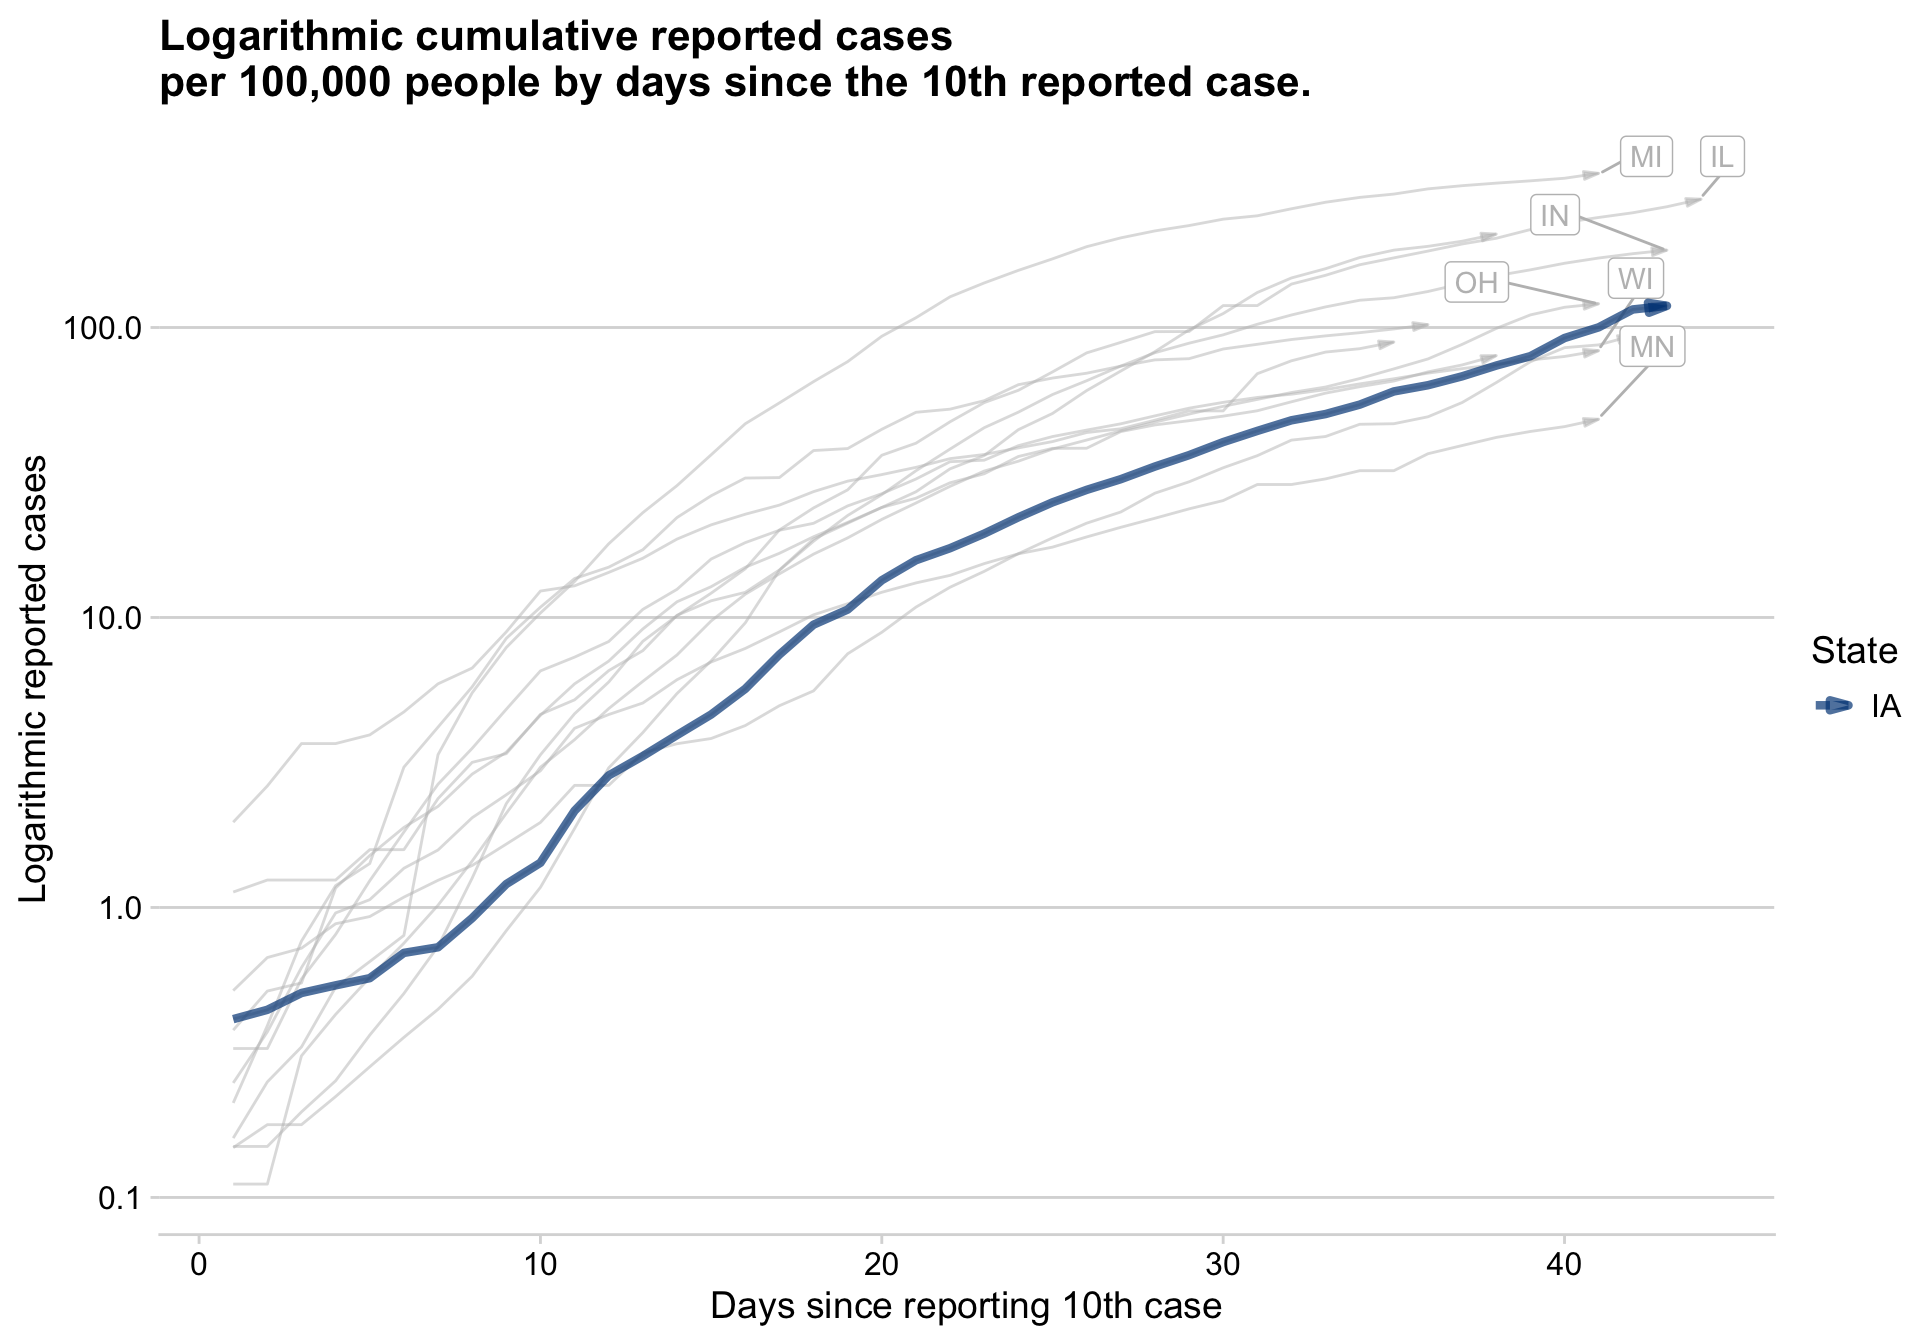 Logarithmic cumulative reported cases
per 100,000 people by days since the 10th reported case.
MI
IL
IN
OH
WI
MN
100.0
10.0
1.0
0.1
Logarithmic reported cases
0
10
20
30
40
Days since reporting 10th case
State
IA